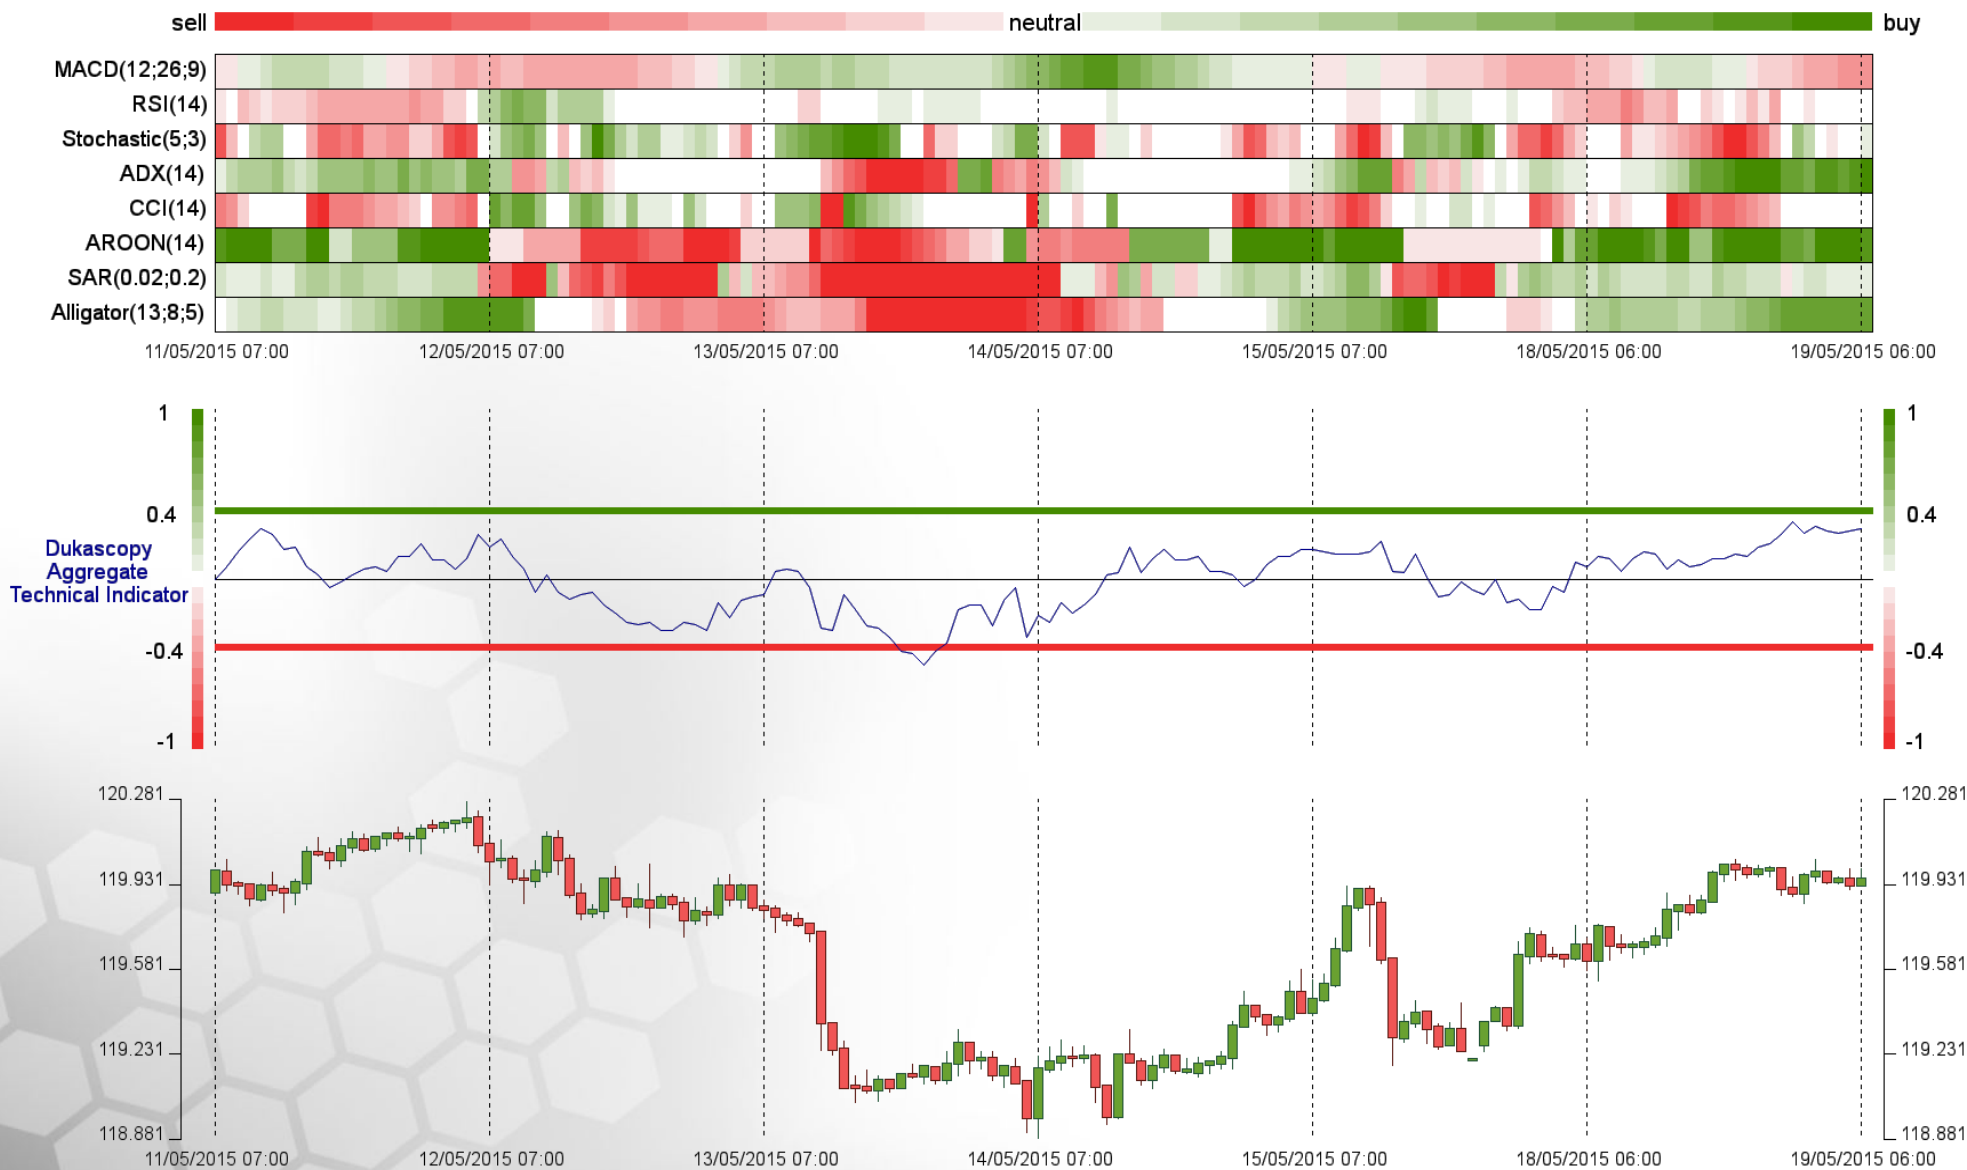 sell neutral buy
MACD(12;26;9)
RSI(14)
Stochastic(5;3)
ADX(14)
CCI(14)
AROON(14)
SAR(0.02;0.2)
Alligator(13;8;5)
11/05/2015 07:00 12/05/2015 07:00 13/05/2015 07:00 14/05/2015 07:00 15/05/2015 07:00 18/05/2015 06:00 19/05/2015 06:00
1 1
0.4 0.4
Dukascopy
Aggregate
Technical Indicator
-0.4 -0.4
-1 -1
120.281 120.281
119.931 119.931
119.581 119.581
119.231 119.231
118.881 118.881
11/05/2015 07:00 12/05/2015 07:00 13/05/2015 07:00 14/05/2015 07:00 15/05/2015 07:00 18/05/2015 06:00 19/05/2015 06:00